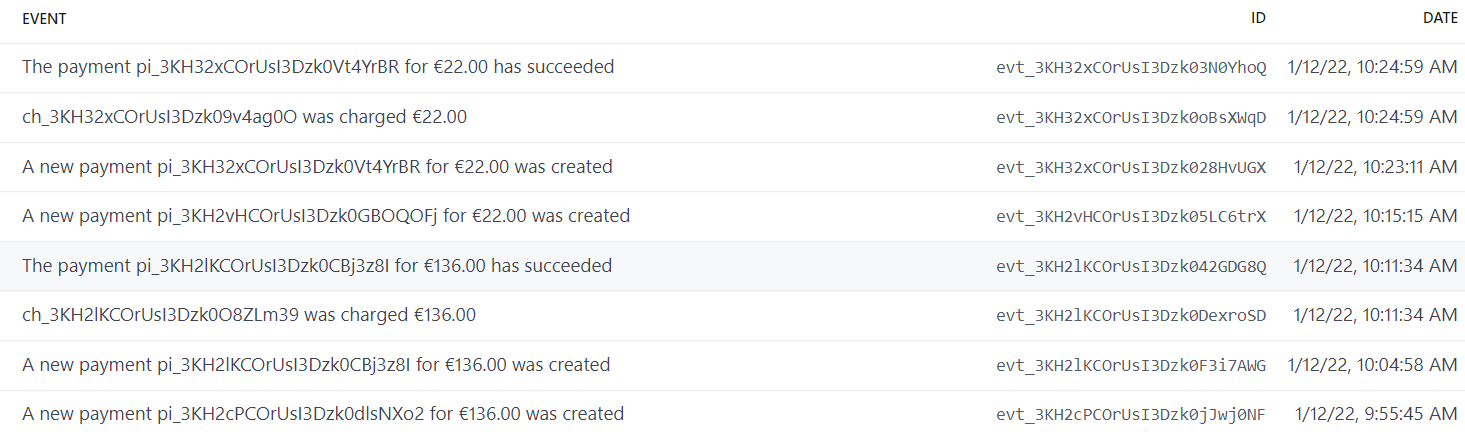 EVENT ID DATE
The payment pi_3KH32xCOrUsI3Dzk0Vt4YrBR for €22.00 has succeeded evt_3KH32xCOrUsI3Dzk03N0YhoQ 1/12/22, 10:24:59 AM
ch_3KH32xCOrUsI3Dzk09v4ag0O was charged €22.00 evt_3KH32xCOrUsI3Dzk0oBsXWqD 1/12/22, 10:24:59 AM
A new payment pi_3KH32xCOrUsI3Dzk0Vt4YrBR for €22.00 was created evt_3KH32xCOrUsI3Dzk028HvUGX 1/12/22, 10:23:11 AM
A new payment pi_3KH2vHCOrUsI3Dzk0GBOQOFj for €22.00 was created evt_3KH2vHCOrUsI3Dzk05LC6trX 1/12/22, 10:15:15 AM
The payment pi_3KH2lKCOrUsI3Dzk0CBj3z8I for €136.00 has succeeded evt_3KH2lKCOrUsI3Dzk042GDG8Q 1/12/22, 10:11:34 AM
ch_3KH2lKCOrUsI3Dzk0O8ZLm39 was charged €136.00 evt_3KH2lKCOrUsI3Dzk0DexroSD 1/12/22, 10:11:34 AM
A new payment pi_3KH2lKCOrUsI3Dzk0CBj3z8I for €136.00 was created evt_3KH2lKCOrUsI3Dzk0F3i7AWG 1/12/22, 10:04:58 AM
A new payment pi_3KH2cPCOrUsI3Dzk0dlsNXo2 for €136.00 was created evt_3KH2cPCOrUsI3Dzk0jJwj0NF 1/12/22, 9:55:45 AM